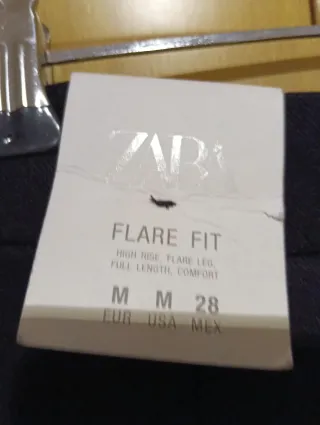 ZARA
FLARE FIT
HIGH RISE, FLARE LEG,
FULL LENGTH, COMFORT
M M 28
EUR USA MEX